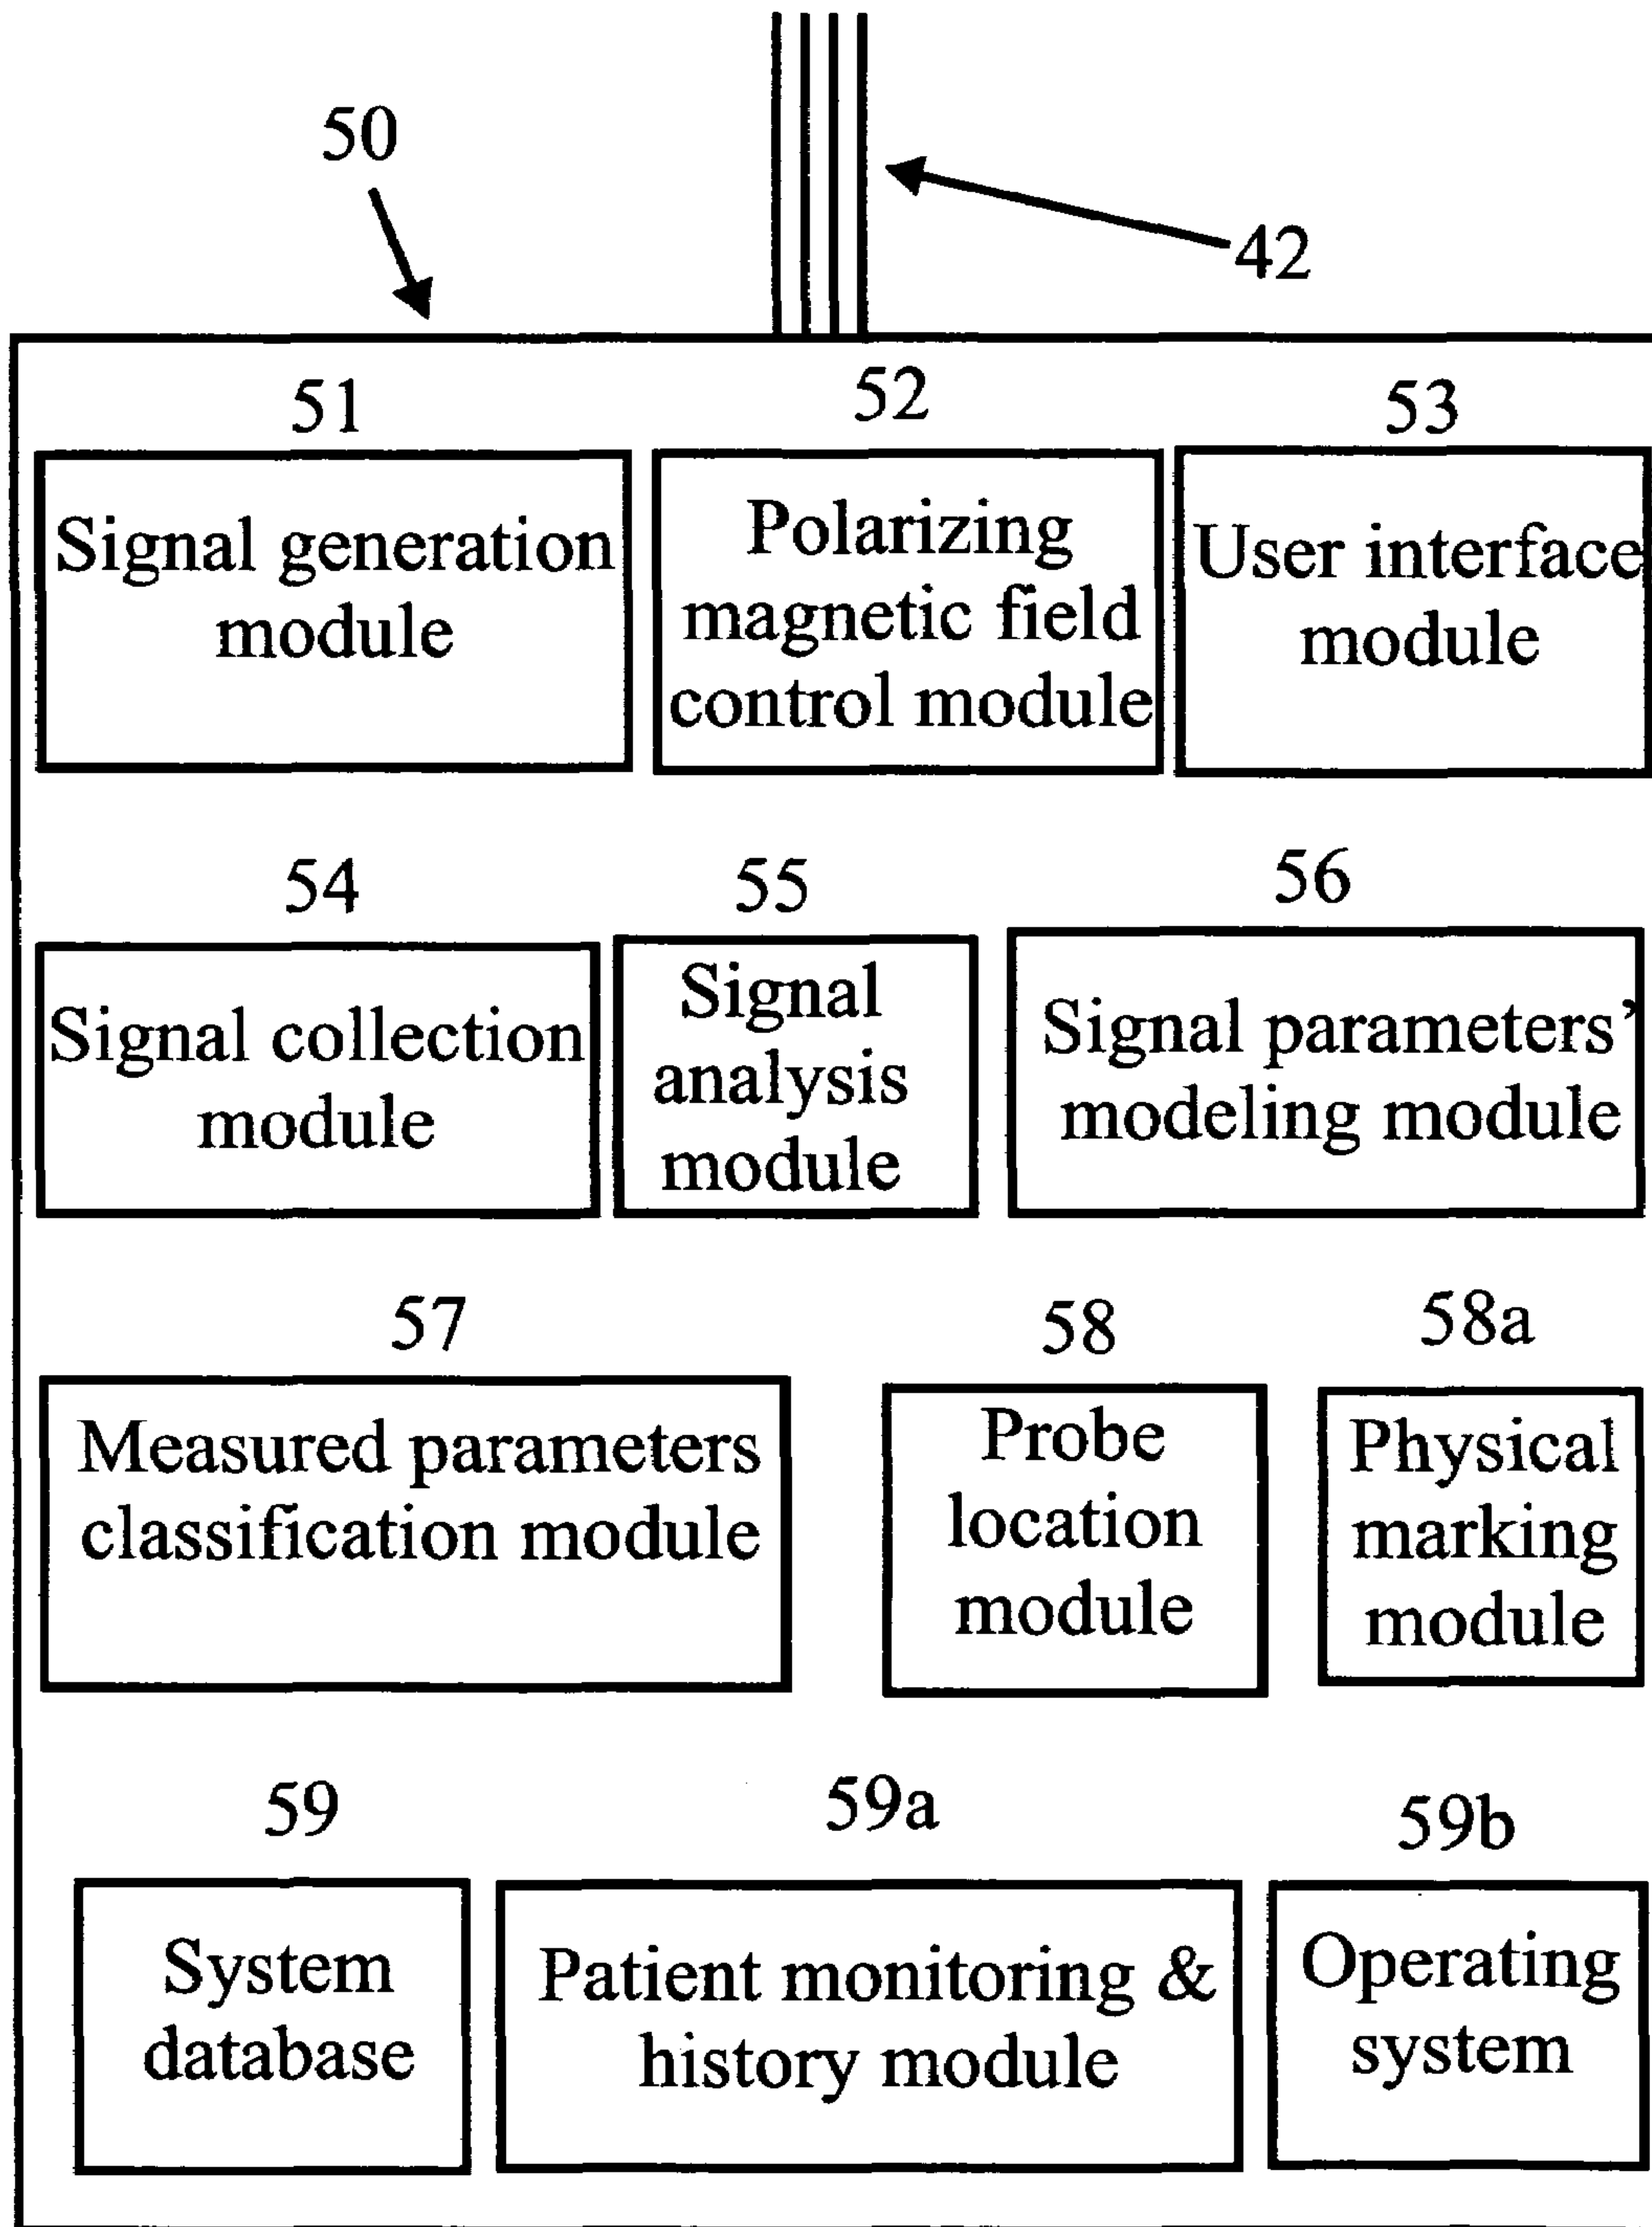 50
42
51
52
53
Signal generation
module
Polarizing
magnetic field
control module
User interface
module
54
55
56
Signal collection
module
Signal
analysis
module
Signal parameters’
modeling module
57
58
58a
Measured parameters
classification module
Probe
location
module
Physical
marking
module
59
59a
59b
System
database
Patient monitoring &
history module
Operating
system